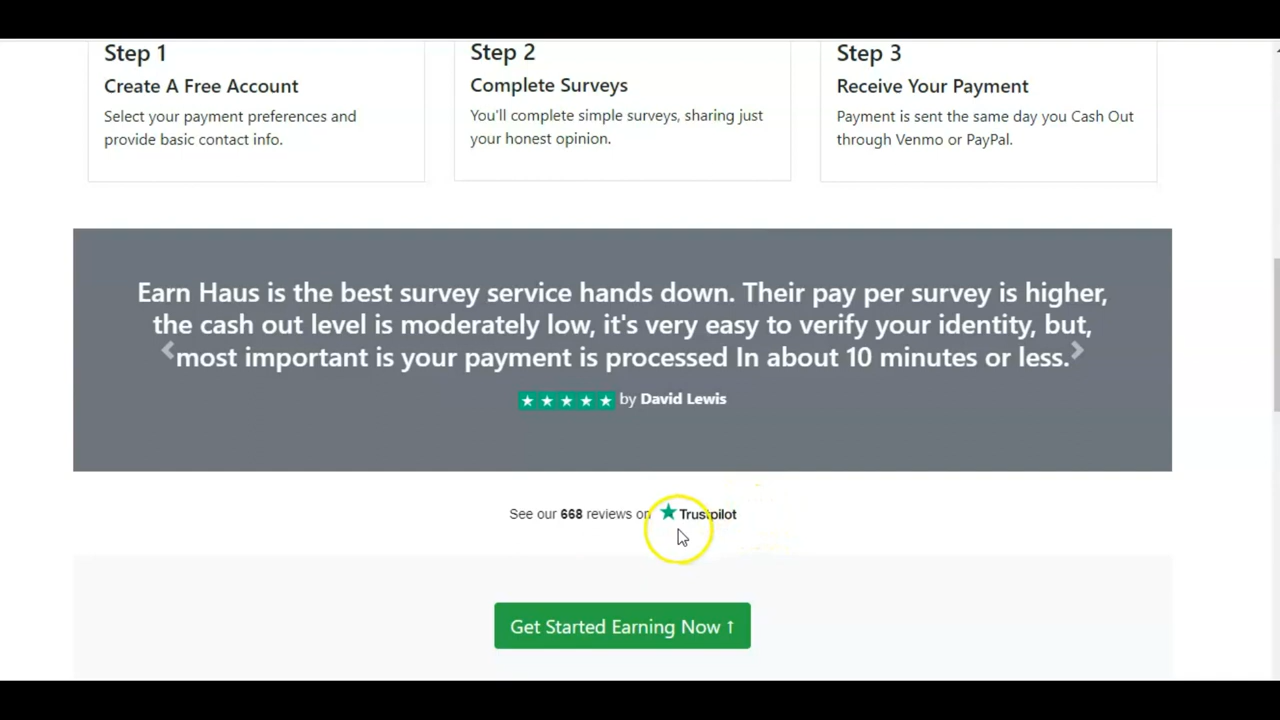 Step 1
Create A Free Account
Select your payment preferences and
provide basic contact info.
Step 2
Complete Surveys
You'll complete simple surveys, sharing just
your honest opinion.
Step 3
Receive Your Payment
Payment is sent the same day you Cash Out
through Venmo or PayPal.
Earn Haus is the best survey service hands down. Their pay per survey is higher,
the cash out level is moderately low, it's very easy to verify your identity, but,
most important is your payment is processed In about 10 minutes or less.
by David Lewis
See our 668 reviews on Trustpilot
Get Started Earning Now ↑